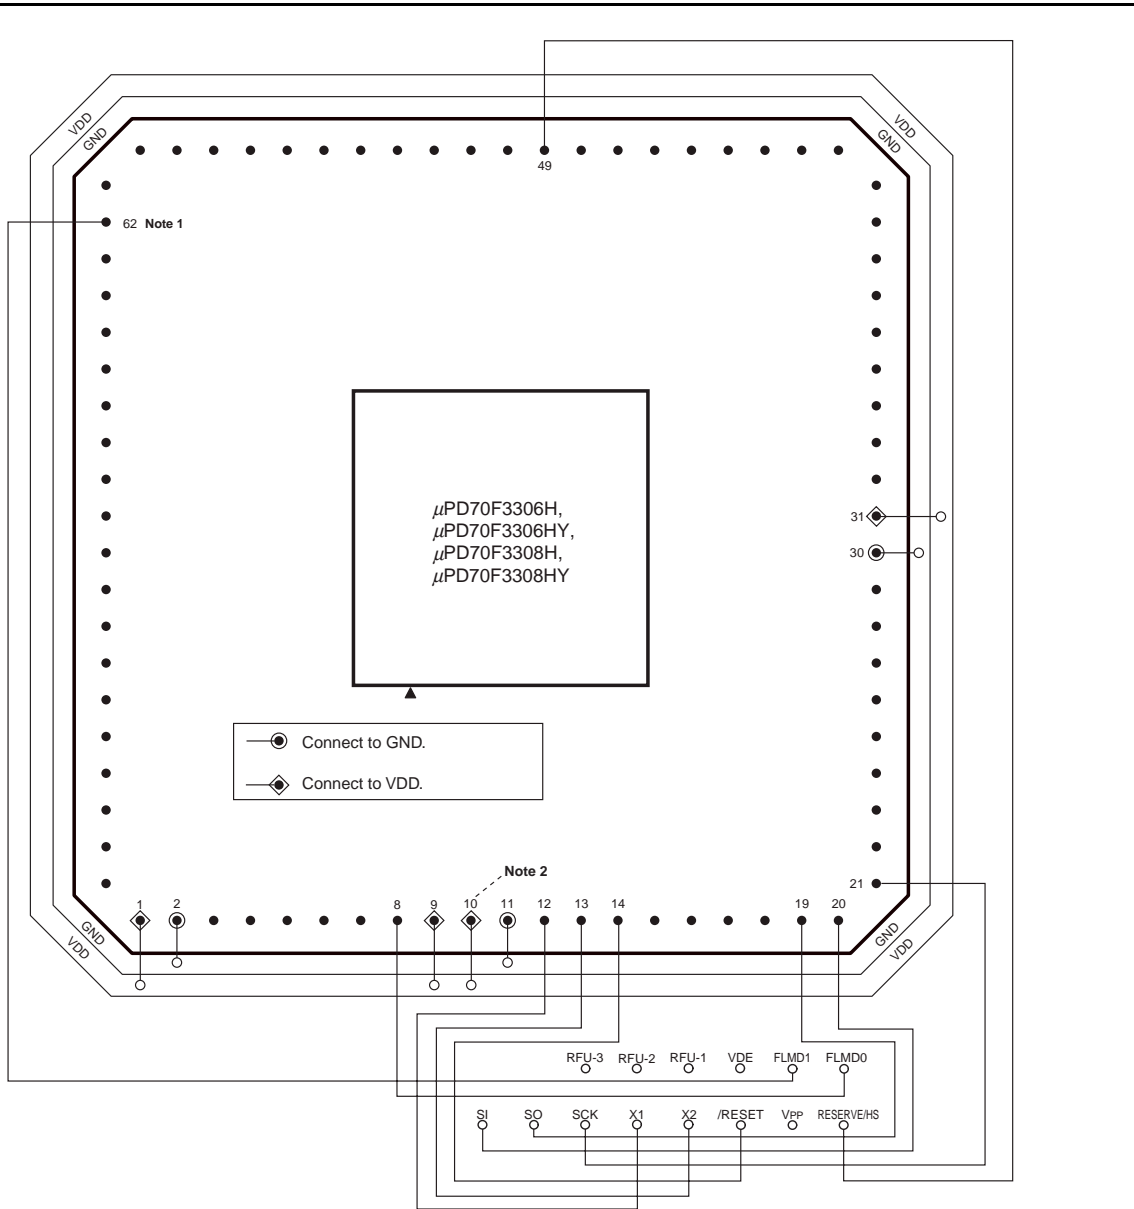 VDD
GND
VDD
GND
49
62 Note 1
31
30
μPD70F3306H,
μPD70F3306HY,
μPD70F3308H,
μPD70F3308HY
Connect to GND.
Connect to VDD.
Note 2
21
1 2 8 9 10 11 12 13 14 19 20
GND
VDD
GND
VDD
RFU-3 RFU-2 RFU-1 VDE FLMD1 FLMD0
SI SO SCK X1 X2 /RESET VPP RESERVE/HS